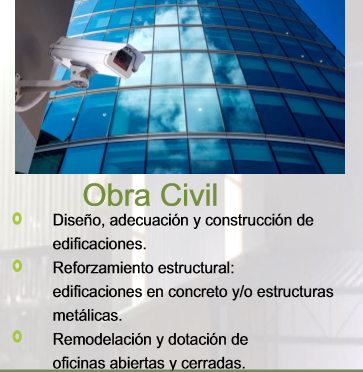 Obra Civil
Diseño, adecuación y construcción de
edificaciones.
Reforzamiento estructural:
edificaciones en concreto y/o estructuras
metálicas.
Remodelación y dotación de
oficinas abiertas y cerradas.